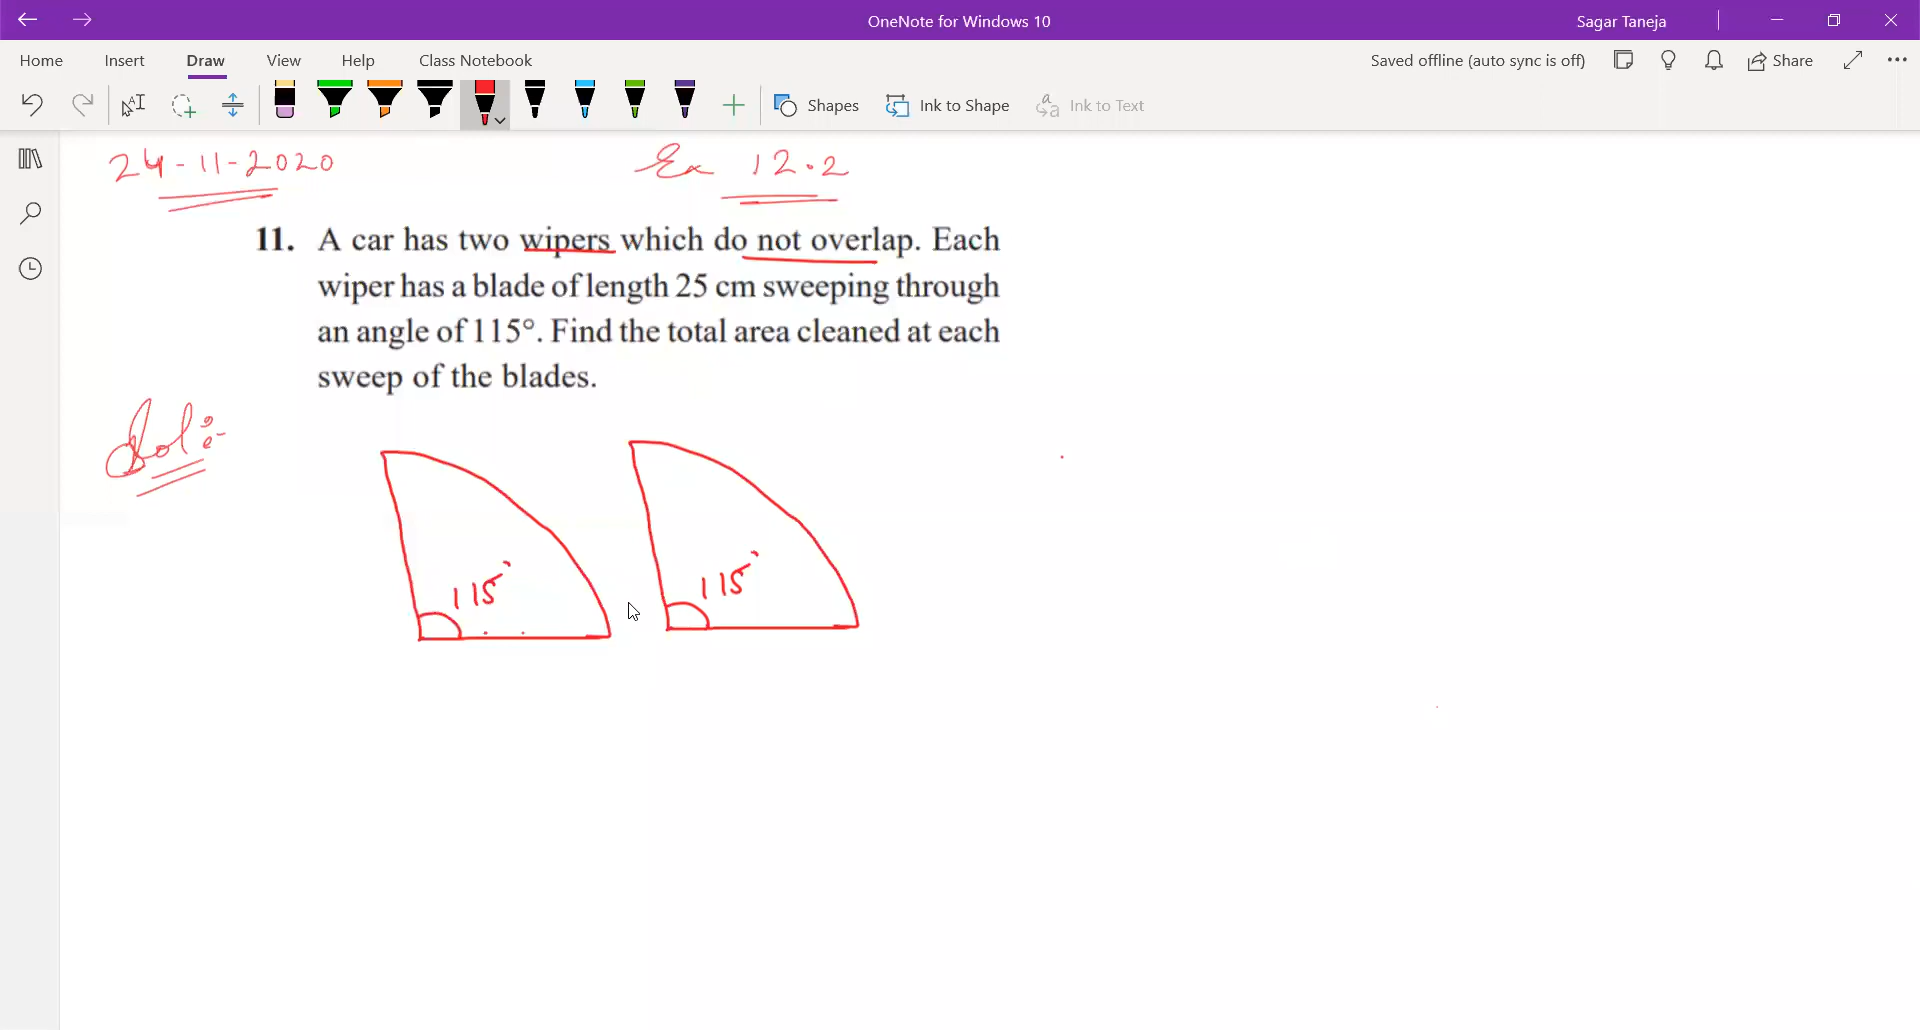 OneNote for Windows 10
Sagar Taneja
Home Insert Draw View Help Class Notebook
Saved offline (auto sync is off) Share
Shapes Ink to Shape Ink to Text
24-11-2020 Ex 12.2
11. A car has two wipers which do not overlap. Each
wiper has a blade of length 25 cm sweeping through
an angle of 115°. Find the total area cleaned at each
sweep of the blades.
Sol:-
115° 115°